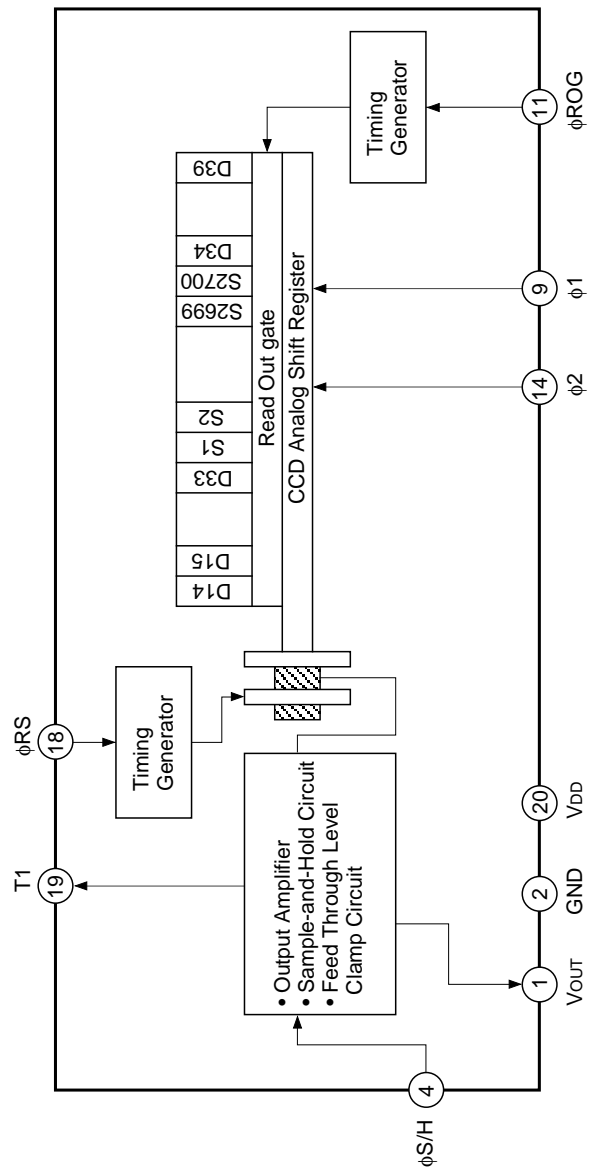 T1
19
φRS
18
Timing
Generator
D14
D15
D33
S1
S2
S2699
S2700
D34
D39
Read Out gate
CCD Analog Shift Register
• Output Amplifier
• Sample-and-Hold Circuit
• Feed Through Level
Clamp Circuit
Timing
Generator
φS/H
4
1
VOUT
2
GND
20
VDD
14
φ2
9
φ1
11
φROG